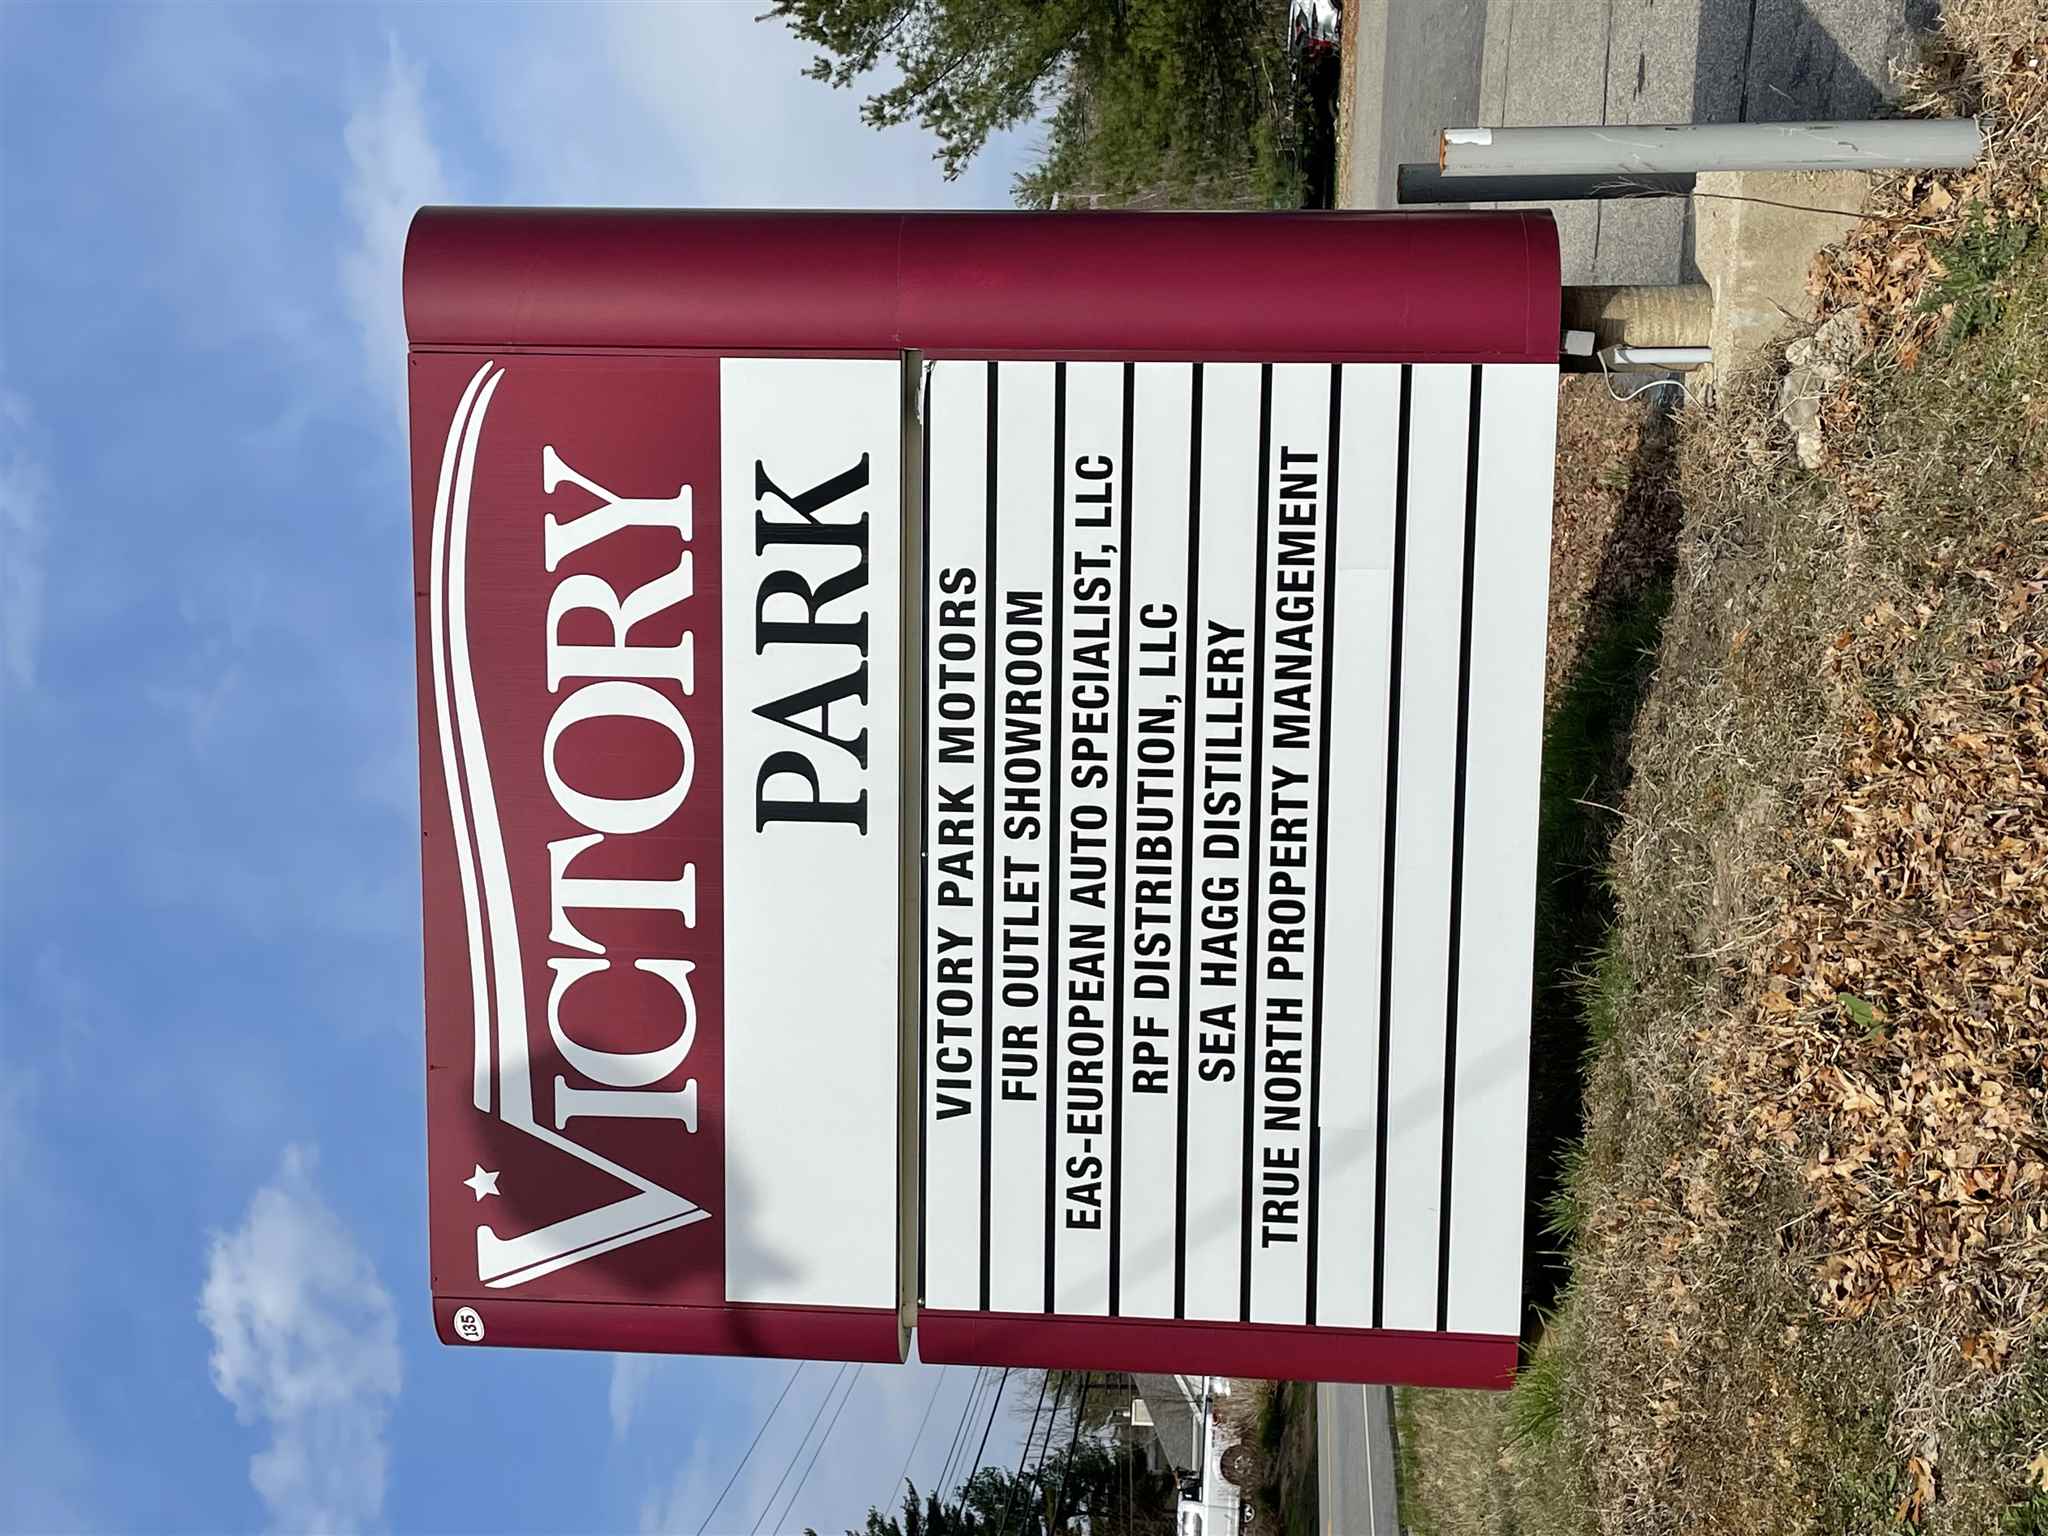 135
VICTORY
PARK
VICTORY PARK MOTORS
FUR OUTLET SHOWROOM
EAS-EUROPEAN AUTO SPECIALIST, LLC
RPF DISTRIBUTION, LLC
SEA HAGG DISTILLERY
TRUE NORTH PROPERTY MANAGEMENT